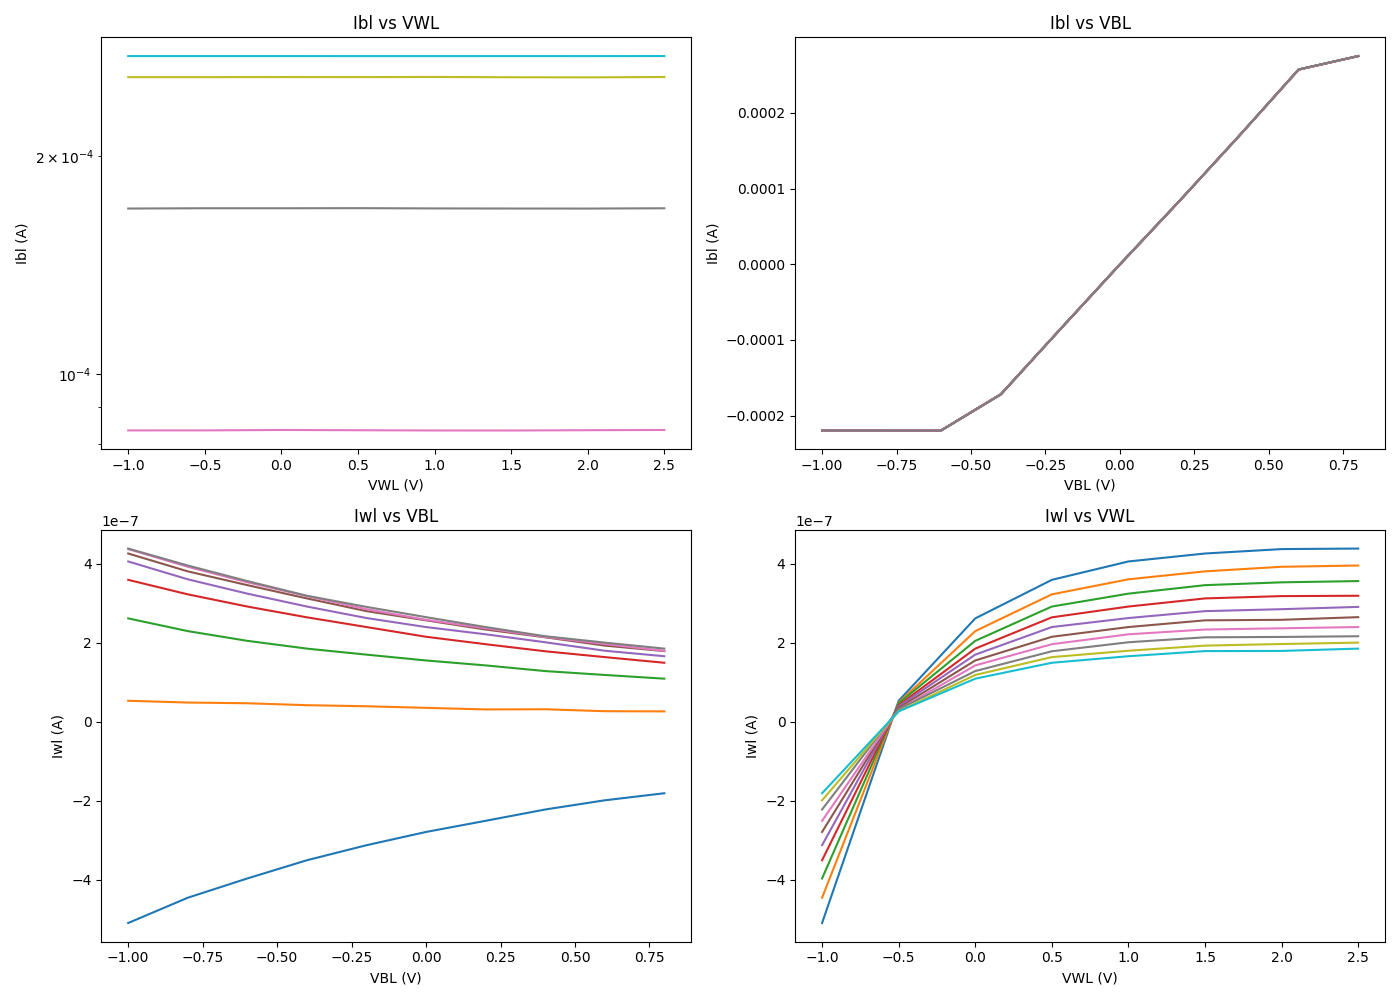 Ibl vs VWL
Ibl (A)
2 × 10⁻⁴
10⁻⁴
−1.0 −0.5 0.0 0.5 1.0 1.5 2.0 2.5
VWL (V)
Ibl vs VBL
Ibl (A)
0.0002
0.0001
0.0000
−0.0001
−0.0002
−1.00 −0.75 −0.50 −0.25 0.00 0.25 0.50 0.75
VBL (V)
Iwl vs VBL
1e−7
Iwl (A)
4
2
0
−2
−4
−1.00 −0.75 −0.50 −0.25 0.00 0.25 0.50 0.75
VBL (V)
Iwl vs VWL
1e−7
Iwl (A)
4
2
0
−2
−4
−1.0 −0.5 0.0 0.5 1.0 1.5 2.0 2.5
VWL (V)